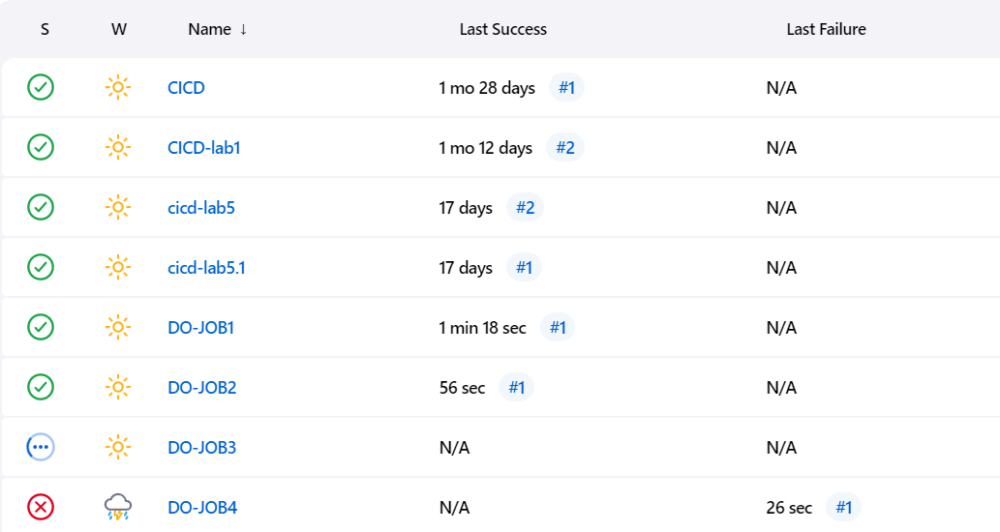 S W Name ↓ Last Success Last Failure
CICD 1 mo 28 days #1 N/A
CICD-lab1 1 mo 12 days #2 N/A
cicd-lab5 17 days #2 N/A
cicd-lab5.1 17 days #1 N/A
DO-JOB1 1 min 18 sec #1 N/A
DO-JOB2 56 sec #1 N/A
DO-JOB3 N/A N/A
DO-JOB4 N/A 26 sec #1